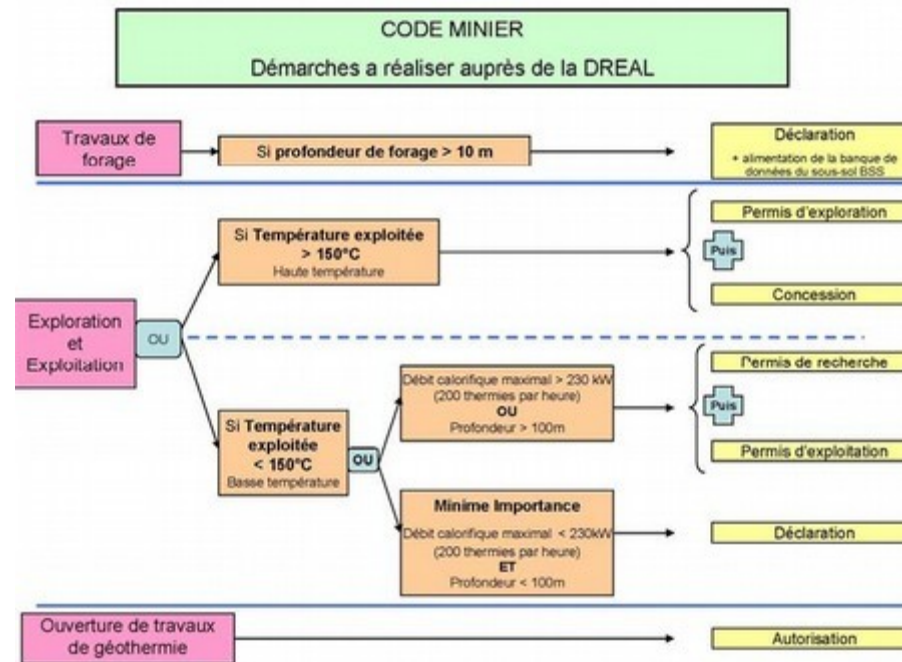 CODE MINIER
Démarches a réaliser auprès de la DREAL
Travaux de
forage
Si profondeur de forage > 10 m
Déclaration
+ alimentation de la banque de
données du sous-sol BSS
Exploration
et
Exploitation
OU
Si Température exploitée
> 150°C
Haute température
Permis d'exploration
Puis
Concession
Si Température
exploitée
< 150°C
Basse température
OU
Débit calorifique maximal > 230 kW
(200 thermies par heure)
OU
Profondeur > 100m
Permis de recherche
Puis
Permis d'exploitation
Minime Importance
Débit calorifique maximal < 230kW
(200 thermies par heure)
ET
Profondeur < 100m
Déclaration
Ouverture de travaux
de géothermie
Autorisation